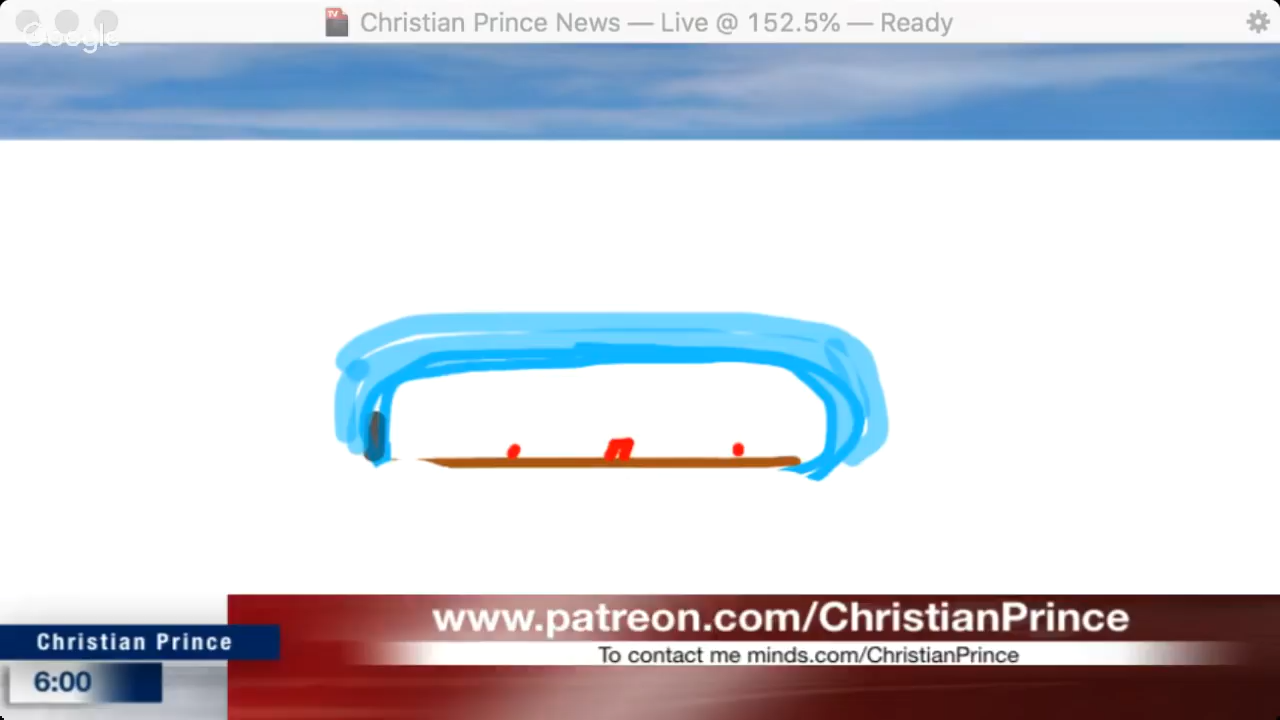 Christian Prince News — Live @ 152.5% — Ready
Google
www.patreon.com/ChristianPrince
To contact me minds.com/ChristianPrince
Christian Prince
6:00